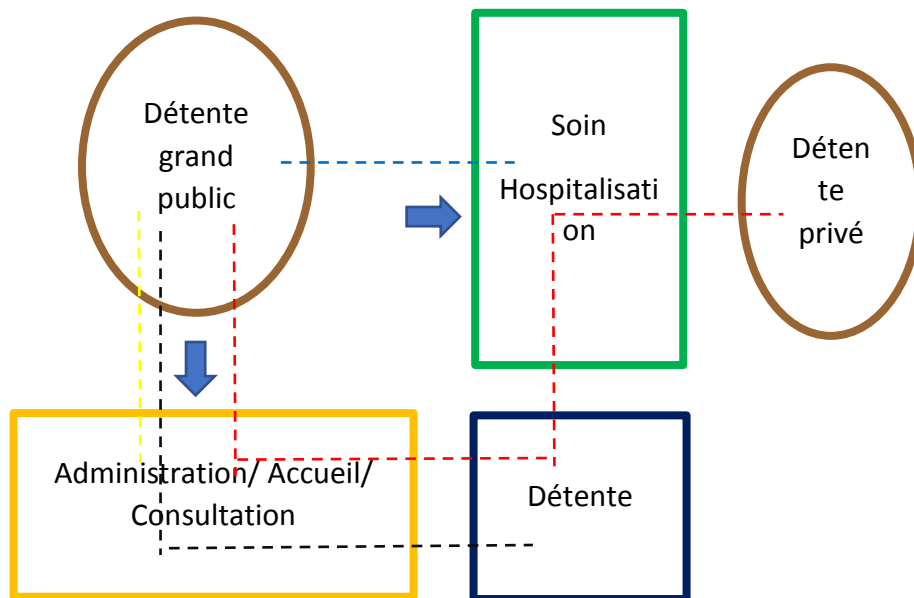 Détente
grand
public
Soin
Hospitalisati
on
Déten
te
privé
Administration/ Accueil/
Consultation
Détente